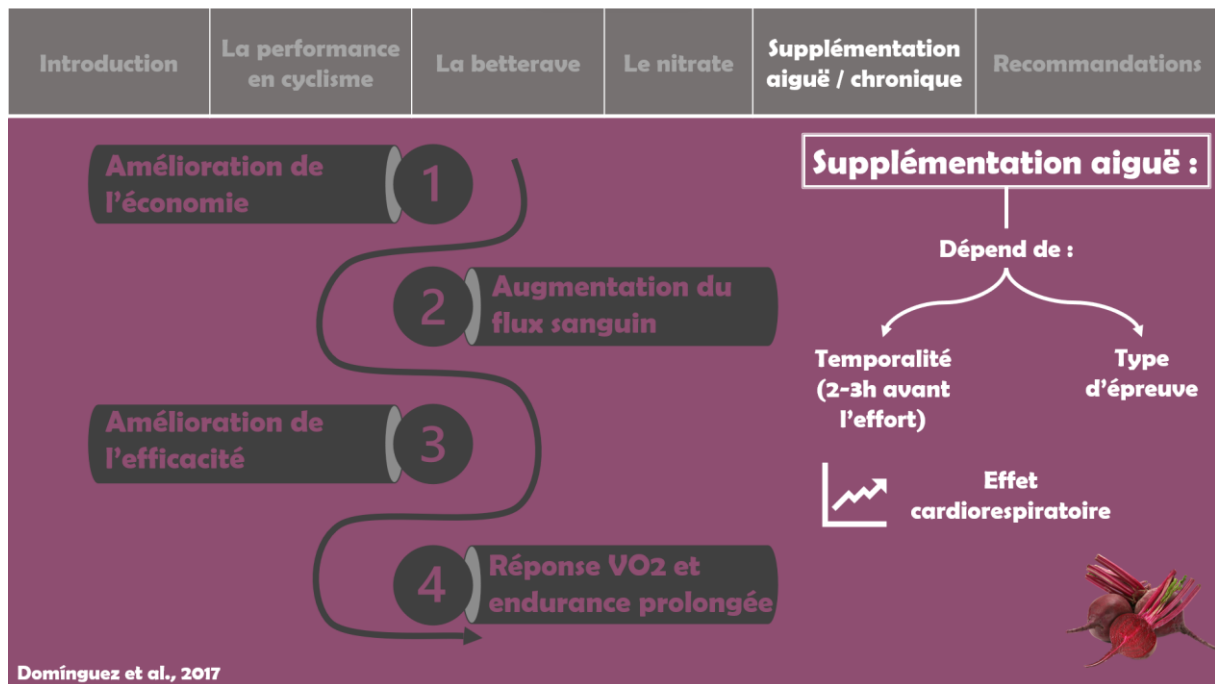 Introduction
La performance
en cyclisme
La betterave
Le nitrate
Supplémentation
aiguë / chronique
Recommandations
Amélioration de
l'économie
1
2
Augmentation du
flux sanguin
Amélioration de
l'efficacité
3
4
Réponse VO2 et
endurance prolongée
Supplémentation aiguë :
Dépend de :
Temporalité
(2-3h avant
l'effort)
Type
d'épreuve
Effet
cardiorespiratoire
Domínguez et al., 2017